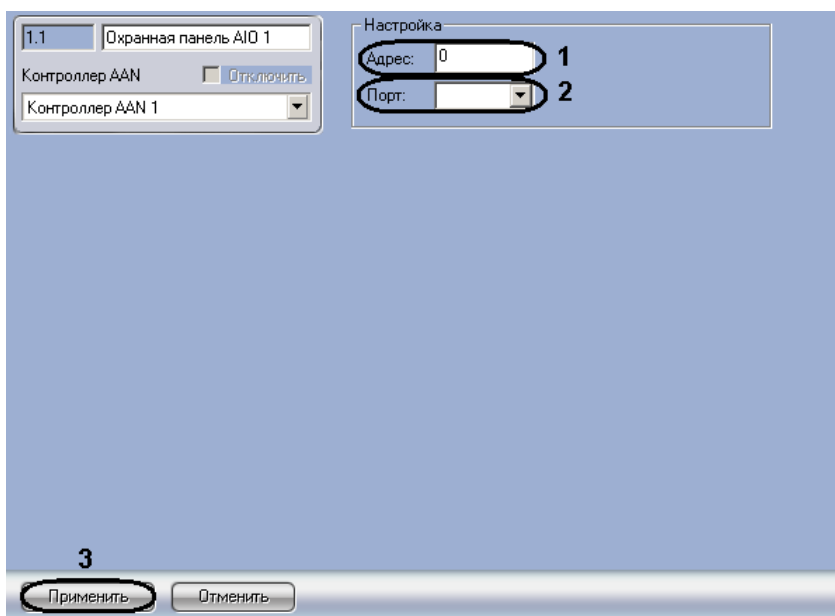 1.1 Охранная панель AIO 1
Контроллер AAN Отключить
Контроллер AAN 1
Настройка
Адрес: 0 1
Порт: 2
3
Применить Отменить